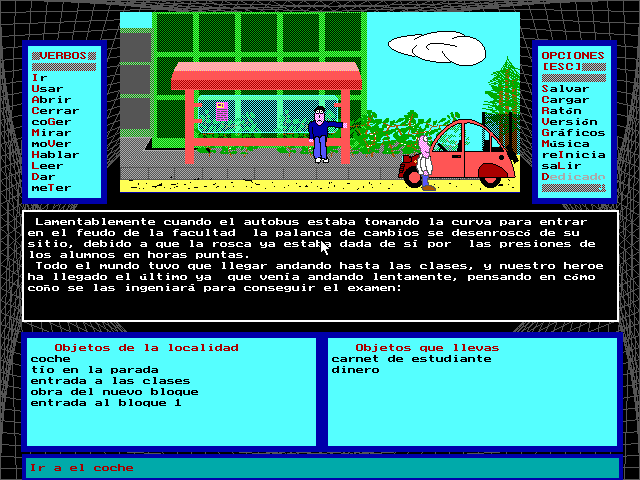 VERBOS
Ir
Usar
Abrir
Cerrar
coGer
Mirar
moVer
Hablar
Leer
Dar
meTer
OPCIONES
[ESC]
Salvar
Cargar
Ratón
Versión
Gráficos
Música
reInicia
saLir
Dedicado
Lamentablemente cuando el autobus estaba tomando la curva para entrar
en el feudo de la facultad la palanca de cambios se desenroscó de su
sitio, debido a que la rosca ya estaba dada de sí por las presiones de
los alumnos en horas puntas.
Todo el mundo tuvo que llegar andando hasta las clases, y nuestro heroe
ha llegado el último ya que venía andando lentamente, pensando en cómo
coño se las ingeniará para conseguir el examen:
Objetos de la localidad
coche
tío en la parada
entrada a las clases
obra del nuevo bloque
entrada al bloque 1
Objetos que llevas
carnet de estudiante
dinero
Ir a el coche